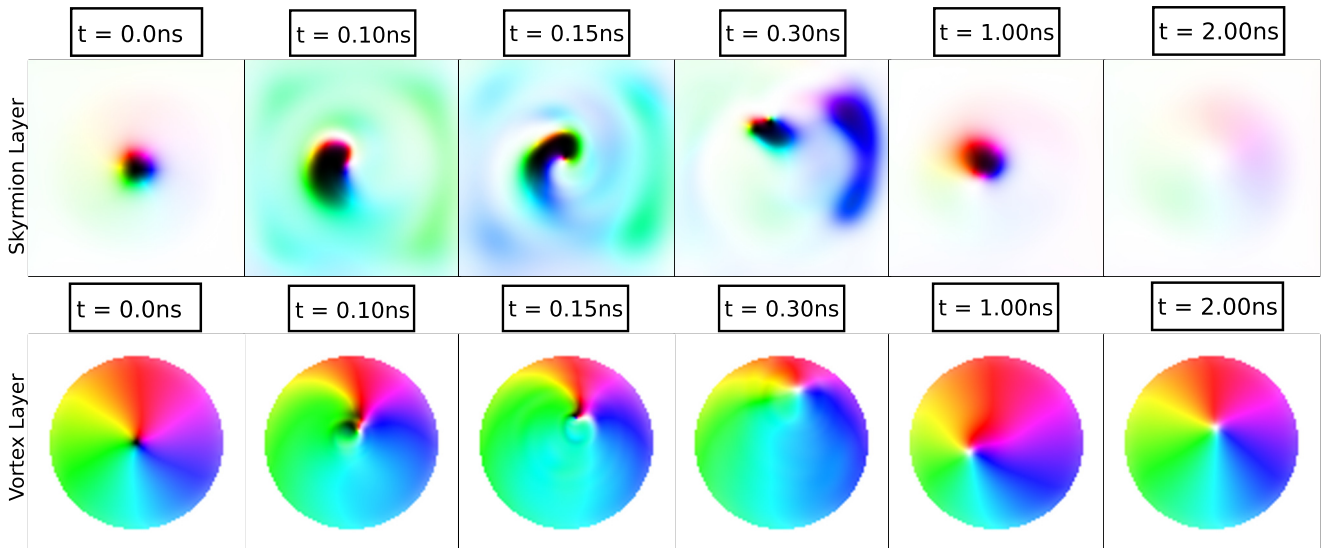 t = 0.0ns
t = 0.10ns
t = 0.15ns
t = 0.30ns
t = 1.00ns
t = 2.00ns
Skyrmion Layer
t = 0.0ns
t = 0.10ns
t = 0.15ns
t = 0.30ns
t = 1.00ns
t = 2.00ns
Vortex Layer